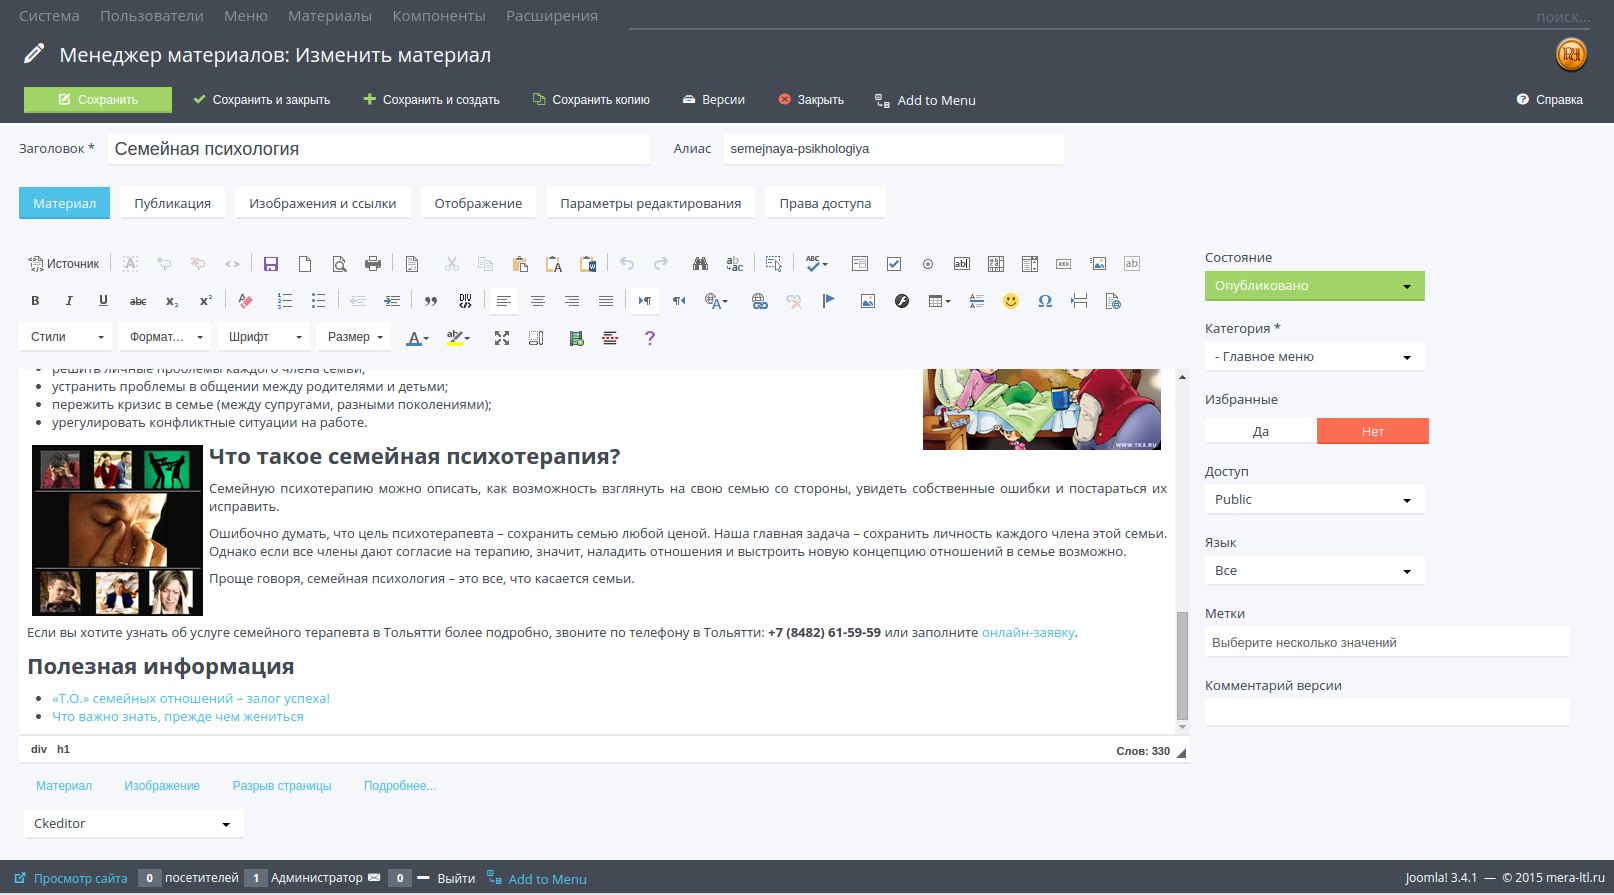 Система Пользователи Меню Материалы Компоненты Расширения поиск...
Менеджер материалов: Изменить материал
Сохранить Сохранить и закрыть Сохранить и создать Сохранить копию Версии Закрыть Add to Menu Справка
Заголовок * Семейная психология Алиас semejnaya-psikhologiya
Материал Публикация Изображения и ссылки Отображение Параметры редактирования Права доступа
Источник
Стили Формат... Шрифт Размер
решить личные проблемы каждого члена семьи;
устранить проблемы в общении между родителями и детьми;
пережить кризис в семье (между супругами, разными поколениями);
урегулировать конфликтные ситуации на работе.
WWW.TKX.RU
Что такое семейная психотерапия?
Семейную психотерапию можно описать, как возможность взглянуть на свою семью со стороны, увидеть собственные ошибки и постараться их
исправить.
Ошибочно думать, что цель психотерапевта – сохранить семью любой ценой. Наша главная задача – сохранить личность каждого члена этой семьи.
Однако если все члены дают согласие на терапию, значит, наладить отношения и выстроить новую концепцию отношений в семье возможно.
Проще говоря, семейная психология – это все, что касается семьи.
Если вы хотите узнать об услуге семейного терапевта в Тольятти более подробно, звоните по телефону в Тольятти: +7 (8482) 61-59-59 или заполните онлайн-заявку.
Полезная информация
«Т.О.» семейных отношений – залог успеха!
Что важно знать, прежде чем жениться
div h1 Слов: 330
Материал Изображение Разрыв страницы Подробнее...
Ckeditor
Состояние
Опубликовано
Категория *
- Главное меню
Избранные
Да Нет
Доступ
Public
Язык
Все
Метки
Выберите несколько значений
Комментарий версии
Просмотр сайта 0 посетителей 1 Администратор 0 Выйти Add to Menu Joomla! 3.4.1 — © 2015 mera-ltl.ru